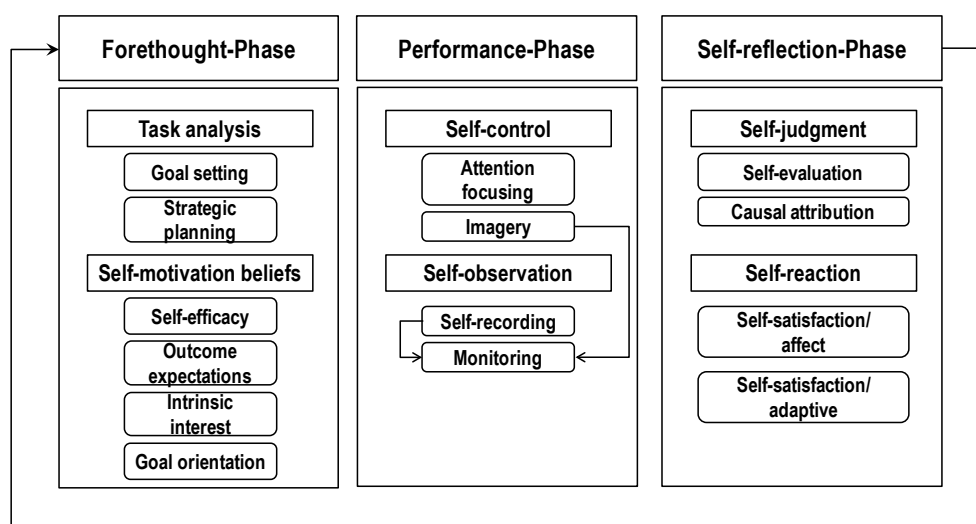 Forethought-Phase
Task analysis
Goal setting
Strategic
planning
Self-motivation beliefs
Self-efficacy
Outcome
expectations
Intrinsic
interest
Goal orientation
Performance-Phase
Self-control
Attention
focusing
Imagery
Self-observation
Self-recording
Monitoring
Self-reflection-Phase
Self-judgment
Self-evaluation
Causal attribution
Self-reaction
Self-satisfaction/
affect
Self-satisfaction/
adaptive